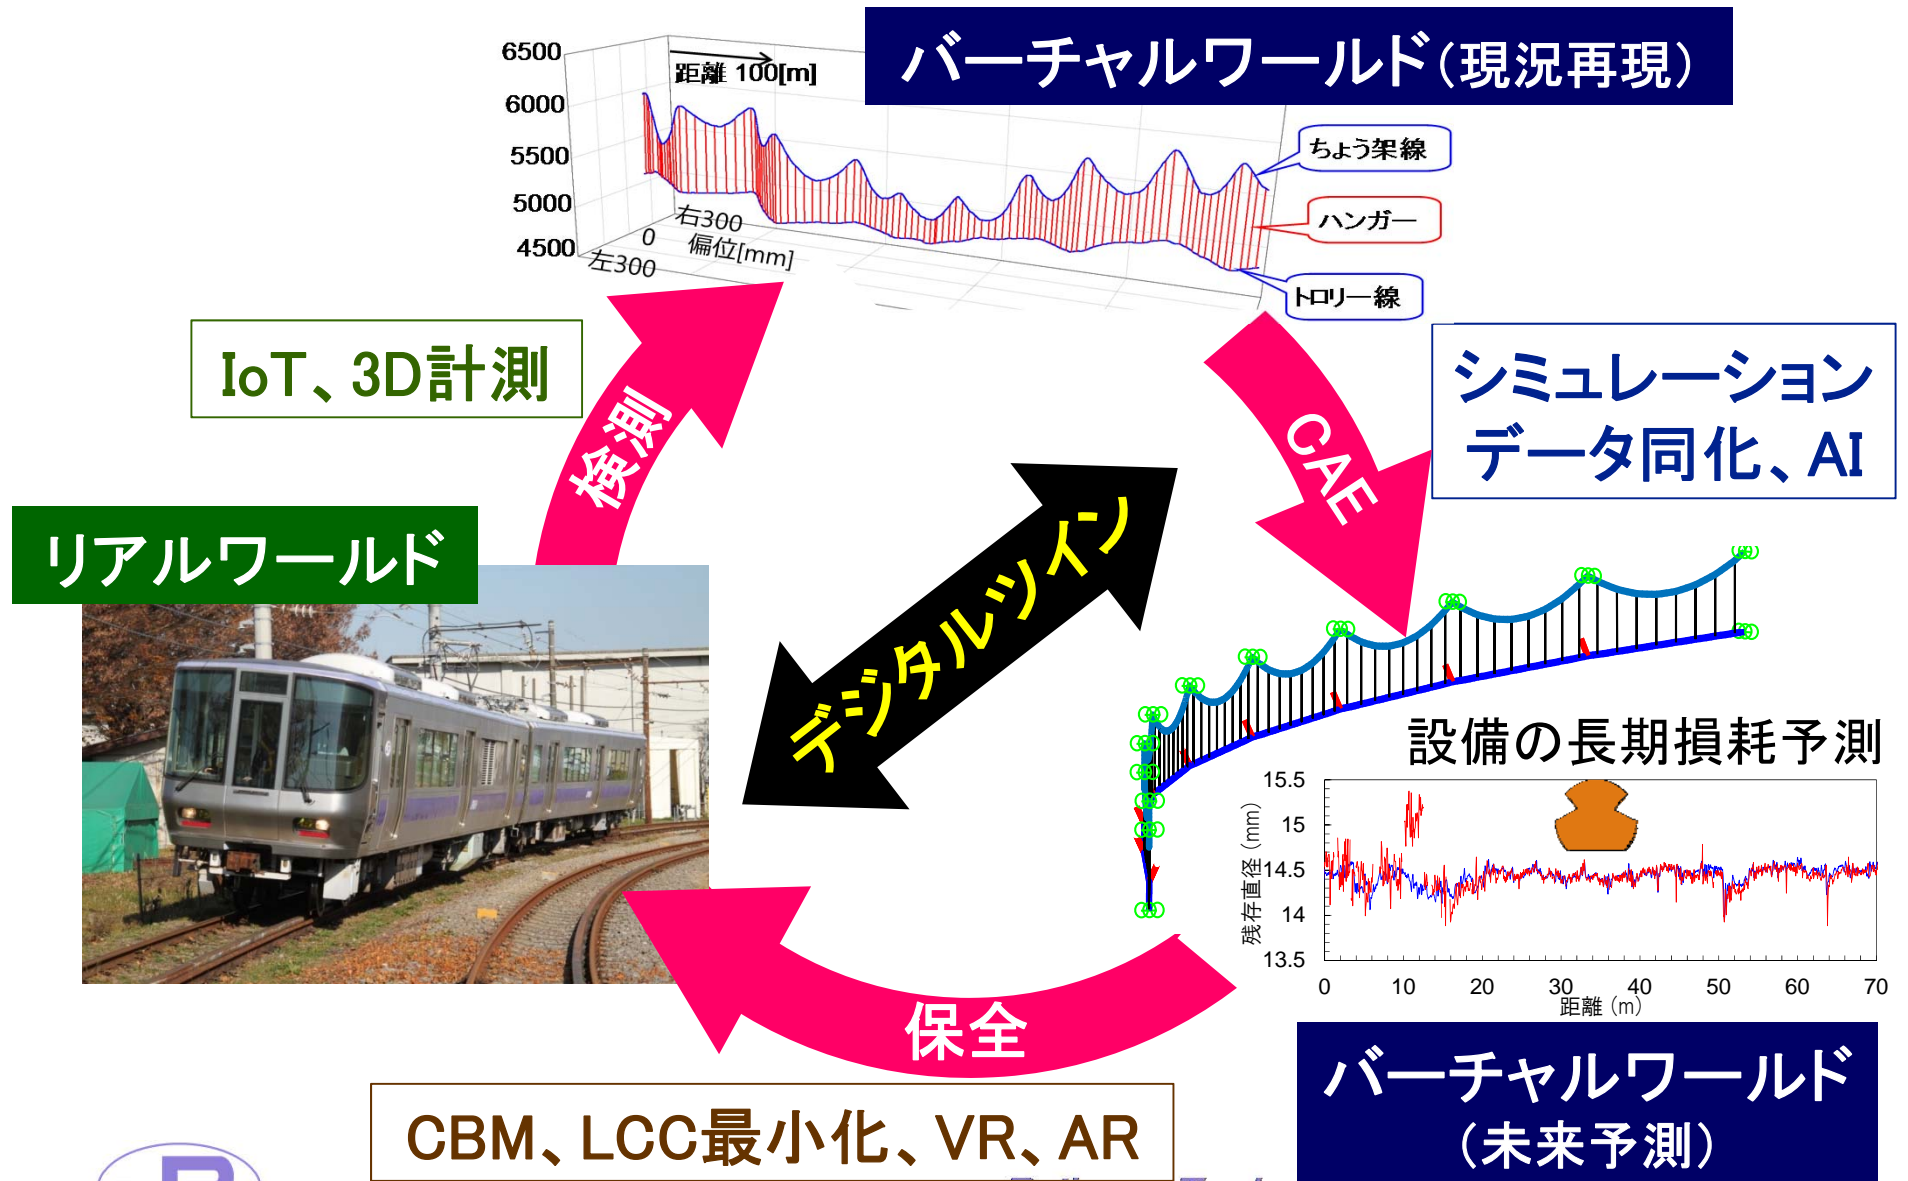 バーチャルワールド（現況再現）
6500
6000
5500
5000
4500
距離 100[m]
右300
0
左300
偏位[mm]
ちょう架線
ハンガー
トロリー線
IoT、3D計測
検測
CAE
シミュレーション
データ同化、AI
リアルワールド
デジタルツイン
設備の長期損耗予測
15.5
15
14.5
14
13.5
残存直径 (mm)
0 10 20 30 40 50 60 70
距離 (m)
保全
バーチャルワールド
（未来予測）
CBM、LCC最小化、VR、AR